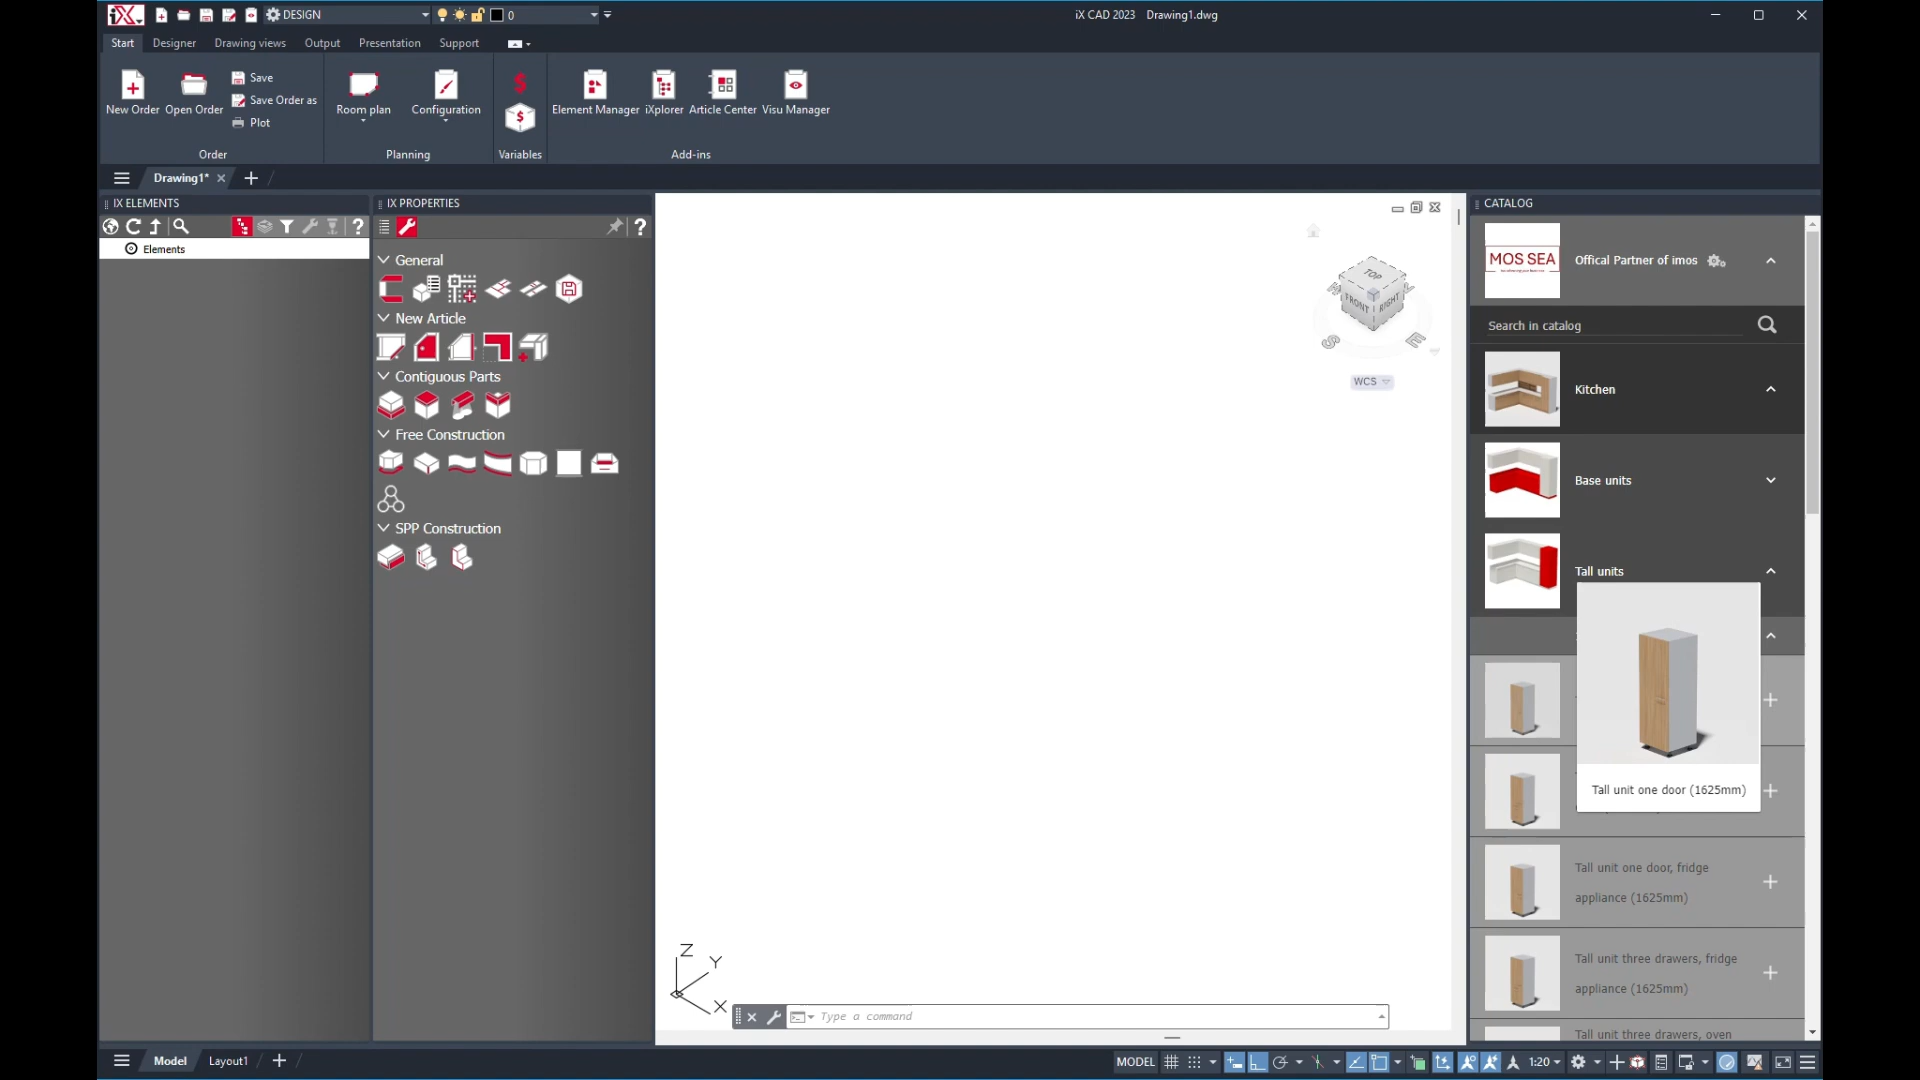 iX
DESIGN
0
iX CAD 2023 Drawing1.dwg
Start Designer Drawing views Output Presentation Support
New Order
Open Order
Save
Save Order as
Plot
Order
Room plan
Configuration
Planning
Variables
Element Manager
iXplorer
Article Center
Visu Manager
Add-ins
Drawing1*
IX ELEMENTS
Elements
IX PROPERTIES
General
New Article
Contiguous Parts
Free Construction
SPP Construction
TOP
FRONT
RIGHT
S
E
WCS
Z
Y
X
Type a command
CATALOG
MOS SEA
Offical Partner of imos
Search in catalog
Kitchen
Base units
Tall units
Tall unit one door (1625mm)
Tall unit one door, fridge
appliance (1625mm)
Tall unit three drawers, fridge
appliance (1625mm)
Tall unit three drawers, oven
Model Layout1
MODEL
1:20